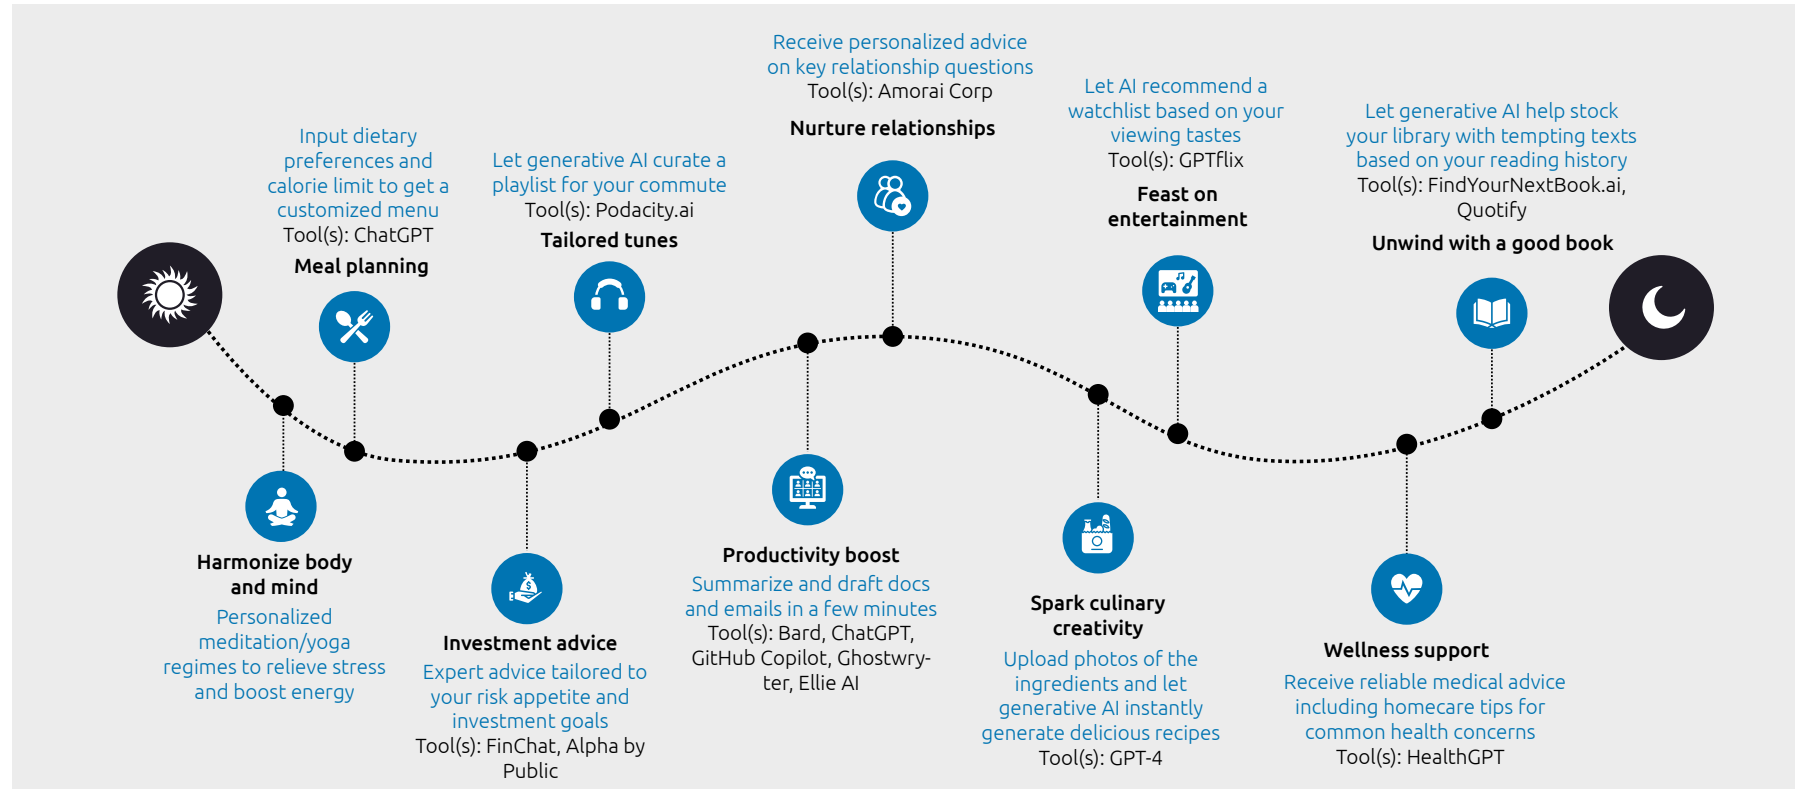 Harmonize body
and mind
Personalized
meditation/yoga
regimes to relieve stress
and boost energy
Input dietary
preferences and
calorie limit to get a
customized menu
Tool(s): ChatGPT
Meal planning
Investment advice
Expert advice tailored to
your risk appetite and
investment goals
Tool(s): FinChat, Alpha by
Public
Let generative AI curate a
playlist for your commute
Tool(s): Podacity.ai
Tailored tunes
Productivity boost
Summarize and draft docs
and emails in a few minutes
Tool(s): Bard, ChatGPT,
GitHub Copilot, Ghostwry-
ter, Ellie AI
Receive personalized advice
on key relationship questions
Tool(s): Amorai Corp
Nurture relationships
Spark culinary
creativity
Upload photos of the
ingredients and let
generative AI instantly
generate delicious recipes
Tool(s): GPT-4
Let AI recommend a
watchlist based on your
viewing tastes
Tool(s): GPTflix
Feast on
entertainment
Wellness support
Receive reliable medical advice
including homecare tips for
common health concerns
Tool(s): HealthGPT
Let generative AI help stock
your library with tempting texts
based on your reading history
Tool(s): FindYourNextBook.ai,
Quotify
Unwind with a good book